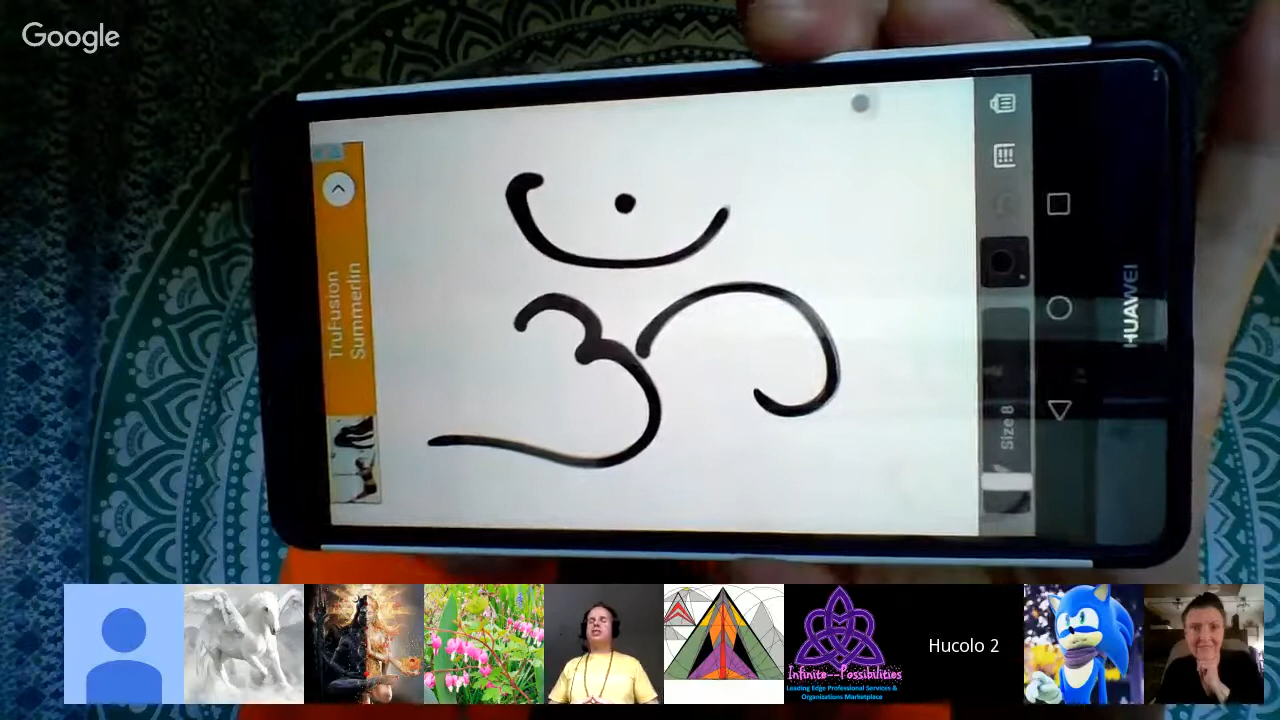 Google
ॐ
TruFusion
Summerlin
Size 8
HUAWEI
Infinite--Possibilities
Leading Edge Professional Services &
Organizations Marketplace
Hucolo 2